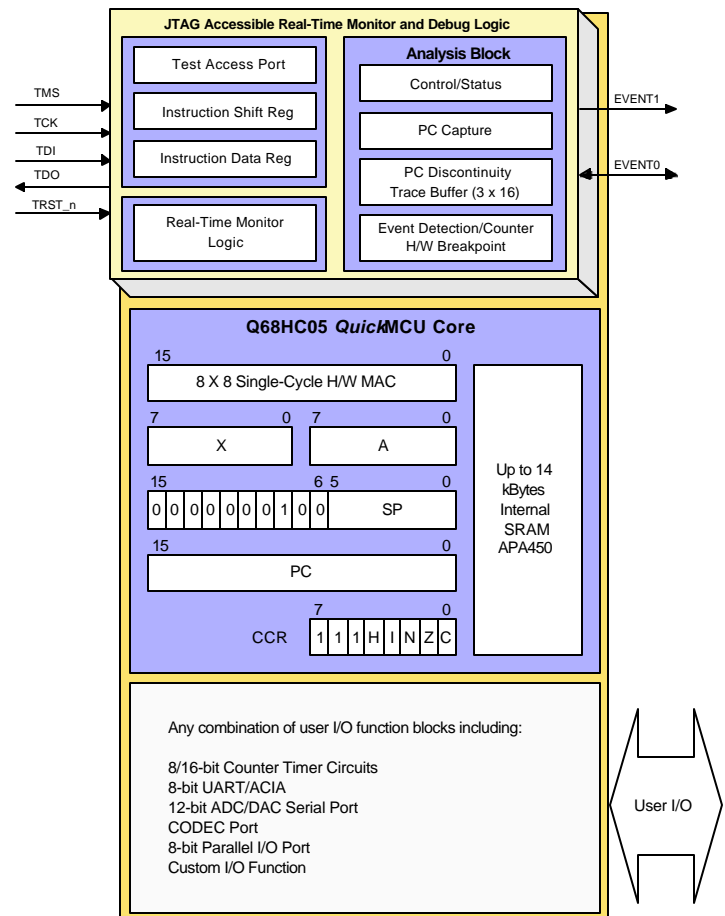 JTAG Accessible Real-Time Monitor and Debug Logic
Test Access Port
Instruction Shift Reg
Instruction Data Reg
Real-Time Monitor
Logic
Analysis Block
Control/Status
PC Capture
PC Discontinuity
Trace Buffer (3 x 16)
Event Detection/Counter
H/W Breakpoint
TMS
TCK
TDI
TDO
TRST_n
EVENT1
EVENT0
Q68HC05 QuickMCU Core
15 0
8 X 8 Single-Cycle H/W MAC
7 0 7 0
X A
15 6 5 0
0 0 0 0 0 0 0 1 0 0 SP
15 0
PC
7 0
CCR 1 1 1 H I N Z C
Up to 14
kBytes
Internal
SRAM
APA450
Any combination of user I/O function blocks including:
8/16-bit Counter Timer Circuits
8-bit UART/ACIA
12-bit ADC/DAC Serial Port
CODEC Port
8-bit Parallel I/O Port
Custom I/O Function
User I/O